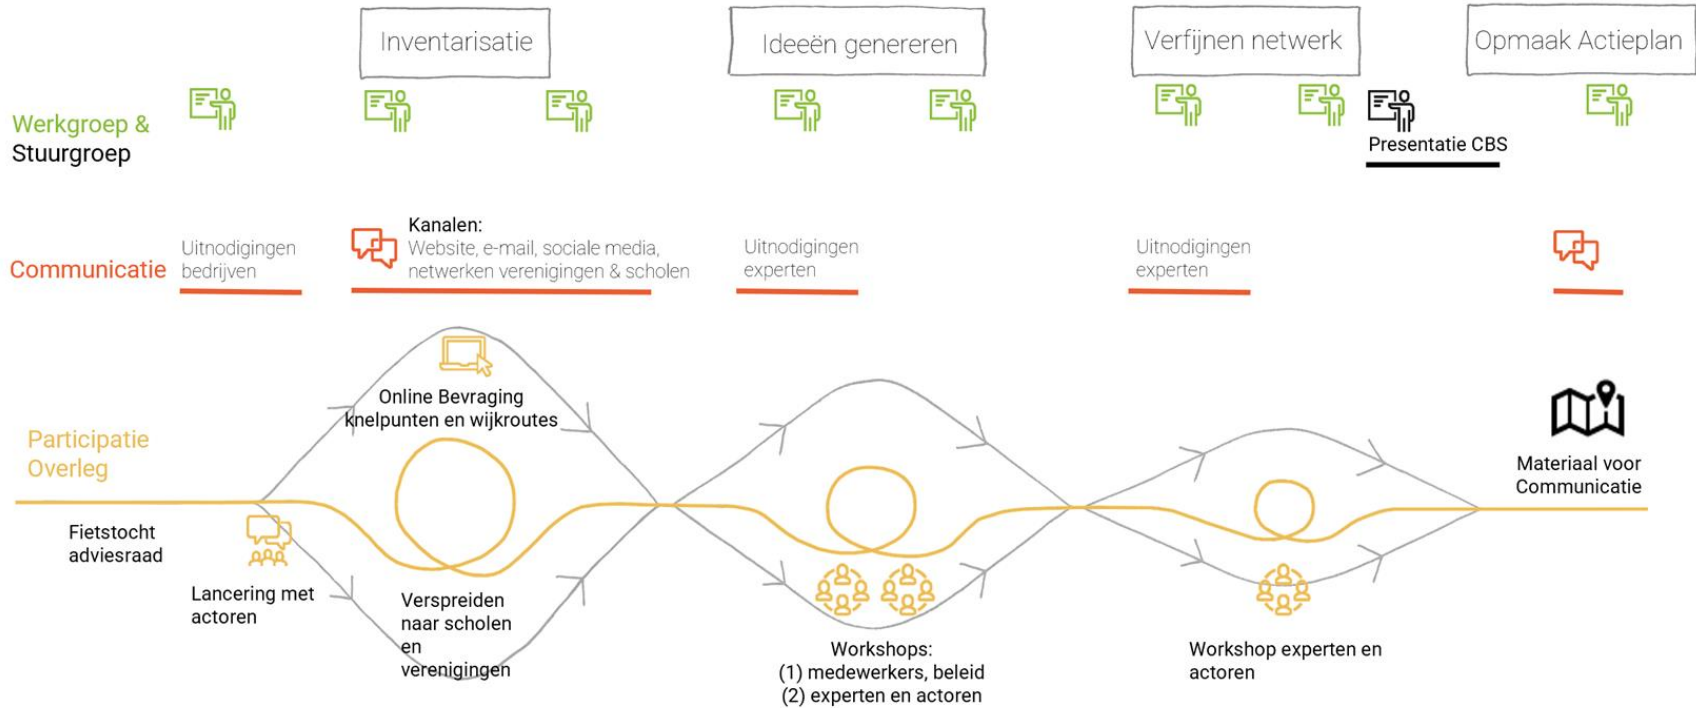 Inventarisatie
Ideeën genereren
Verfijnen netwerk
Opmaak Actieplan
Werkgroep &
Stuurgroep
Presentatie CBS
Communicatie
Uitnodigingen
bedrijven
Kanalen:
Website, e-mail, sociale media,
netwerken verenigingen & scholen
Uitnodigingen
experten
Uitnodigingen
experten
Participatie
Overleg
Online Bevraging
knelpunten en wijkroutes
Fietstocht
adviesraad
Lancering met
actoren
Verspreiden
naar scholen
en
verenigingen
Workshops:
(1) medewerkers, beleid
(2) experten en actoren
Workshop experten en
actoren
Materiaal voor
Communicatie